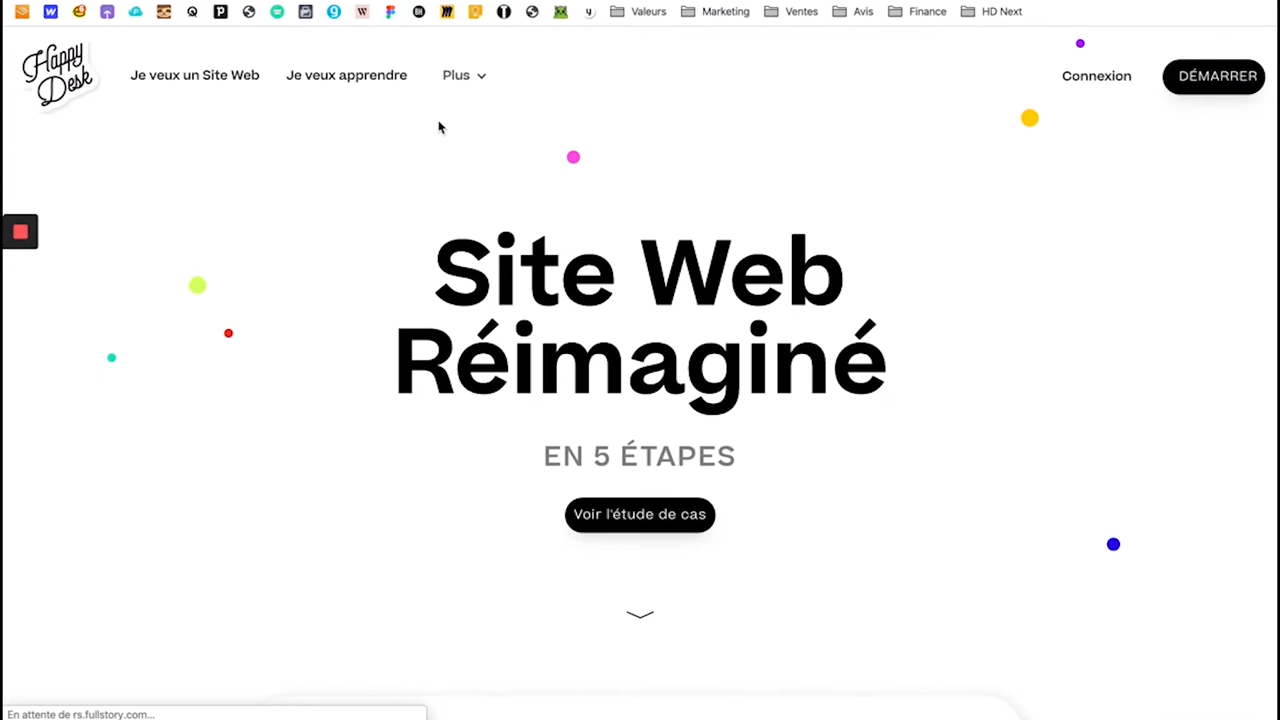 Valeurs Marketing Ventes Avis Finance HD Next
Happy
Desk
Je veux un Site Web Je veux apprendre Plus Connexion DÉMARRER
Site Web
Réimaginé
EN 5 ÉTAPES
Voir l'étude de cas
En attente de rs.fullstory.com...